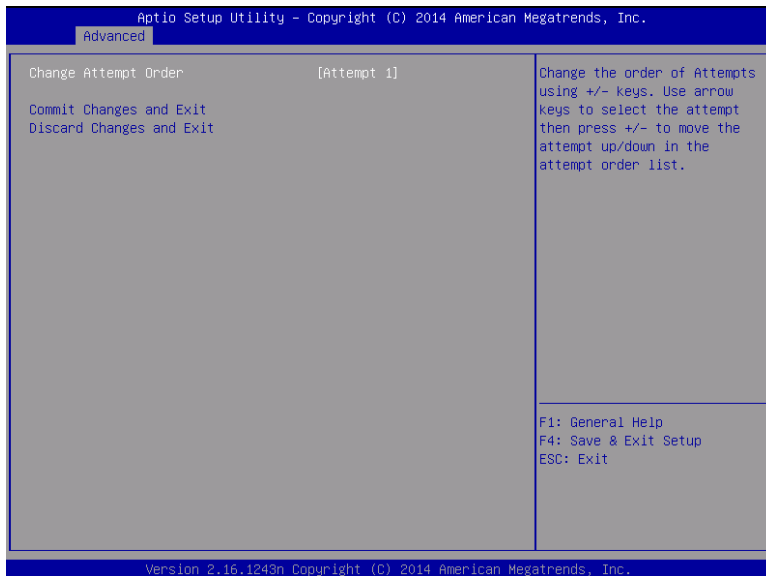 Aptio Setup Utility – Copyright (C) 2014 American Megatrends, Inc.
Advanced
Change Attempt Order [Attempt 1]
Commit Changes and Exit
Discard Changes and Exit
Change the order of Attempts
using +/- keys. Use arrow
keys to select the attempt
then press +/- to move the
attempt up/down in the
attempt order list.
F1: General Help
F4: Save & Exit Setup
ESC: Exit
Version 2.16.1243n Copyright (C) 2014 American Megatrends, Inc.